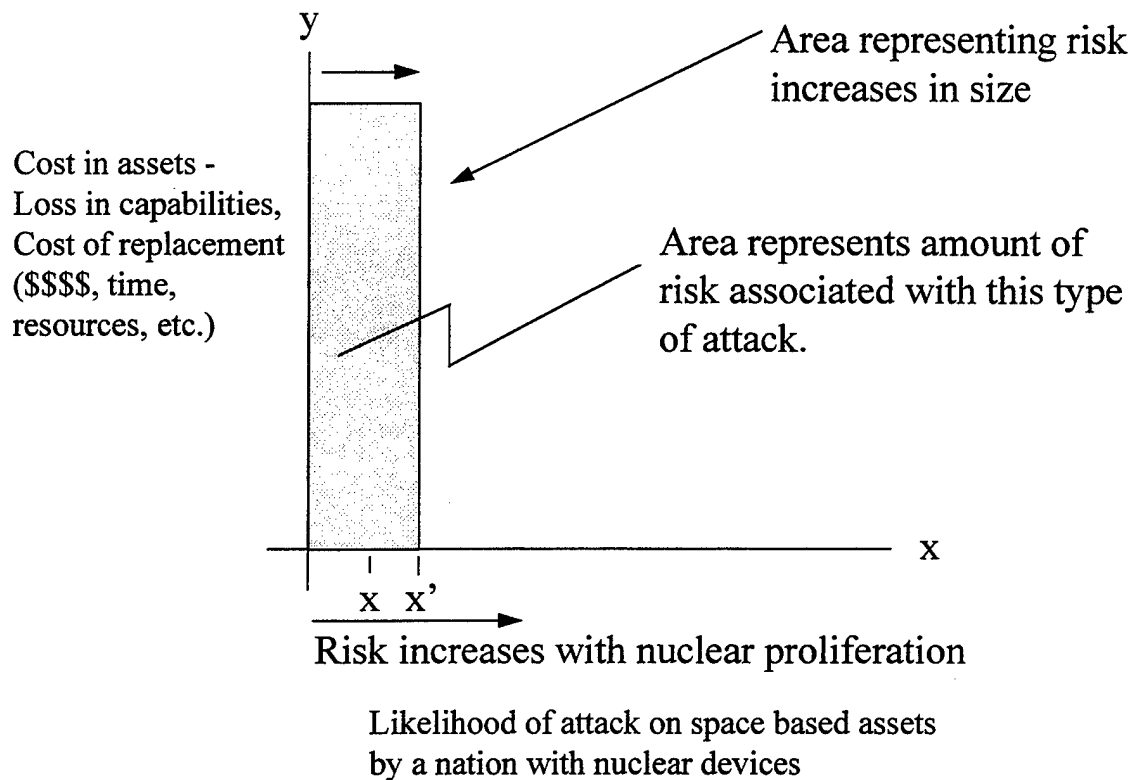 y
Area representing risk
increases in size
Cost in assets -
Loss in capabilities,
Cost of replacement
($$$$, time,
resources, etc.)
Area represents amount of
risk associated with this type
of attack.
x
x x’
Risk increases with nuclear proliferation
Likelihood of attack on space based assets
by a nation with nuclear devices